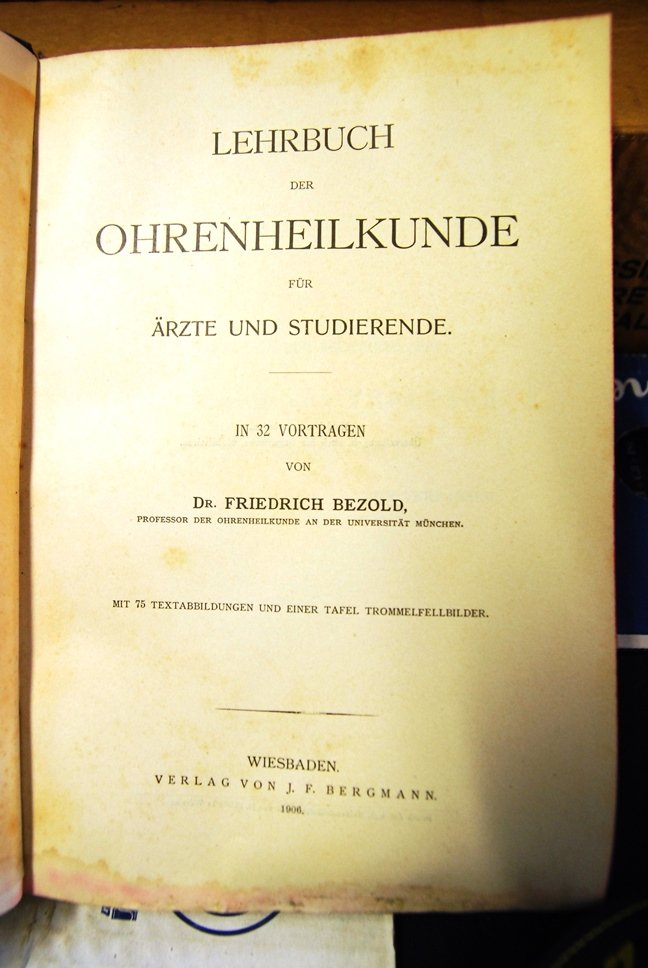 LEHRBUCH
DER
OHRENHEILKUNDE
FÜR
ÄRZTE UND STUDIERENDE.
IN 32 VORTRAGEN
VON
DR. FRIEDRICH BEZOLD,
PROFESSOR DER OHRENHEILKUNDE AN DER UNIVERSITÄT MÜNCHEN.
MIT 75 TEXTABBILDUNGEN UND EINER TAFEL TROMMELFELLBILDER.
WIESBADEN.
VERLAG VON J. F. BERGMANN.
1906.